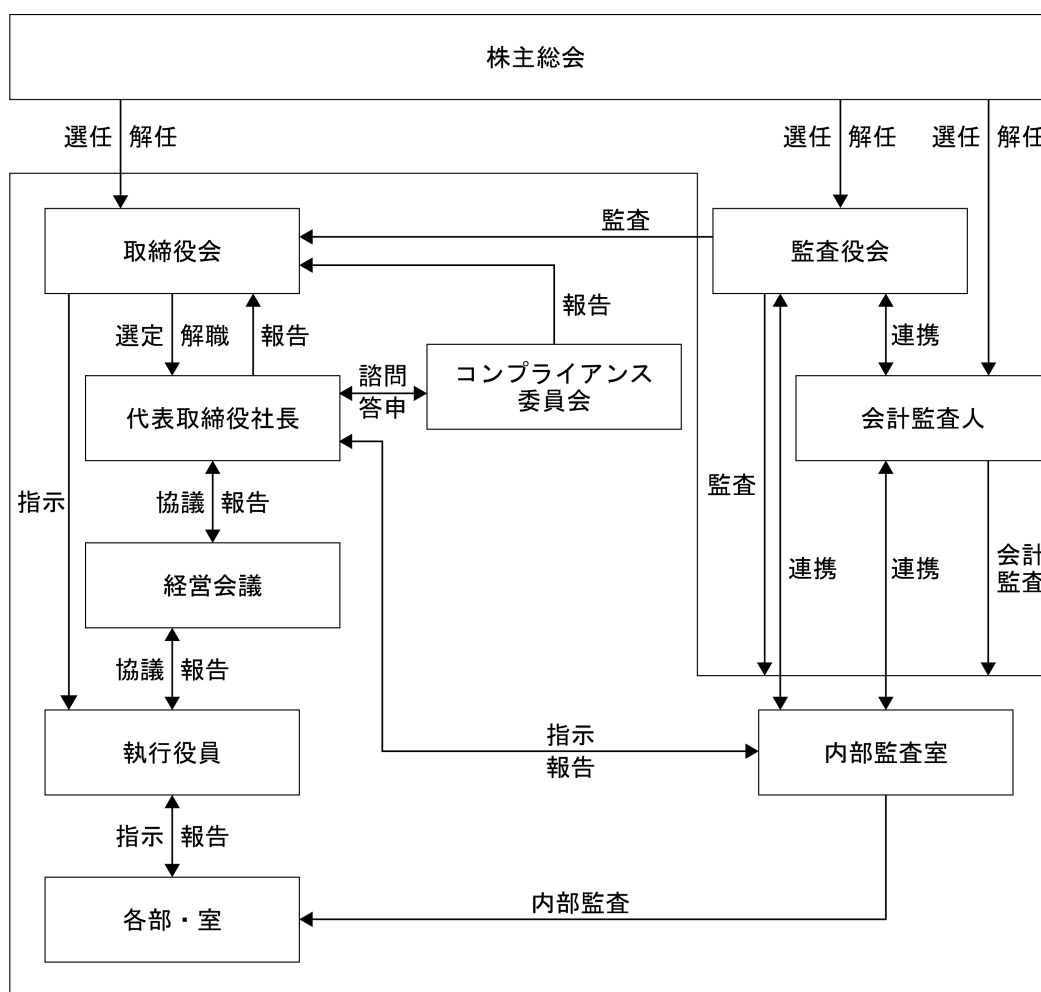 株主総会
選任 解任
選任 解任
選任 解任
取締役会
監査
監査役会
報告
選定 解職
報告
連携
代表取締役社長
諮問
答申
コンプライアンス
委員会
会計監査人
指示
協議 報告
監査
連携
連携
会計
監査
経営会議
協議 報告
執行役員
指示
報告
内部監査室
指示 報告
各部・室
内部監査